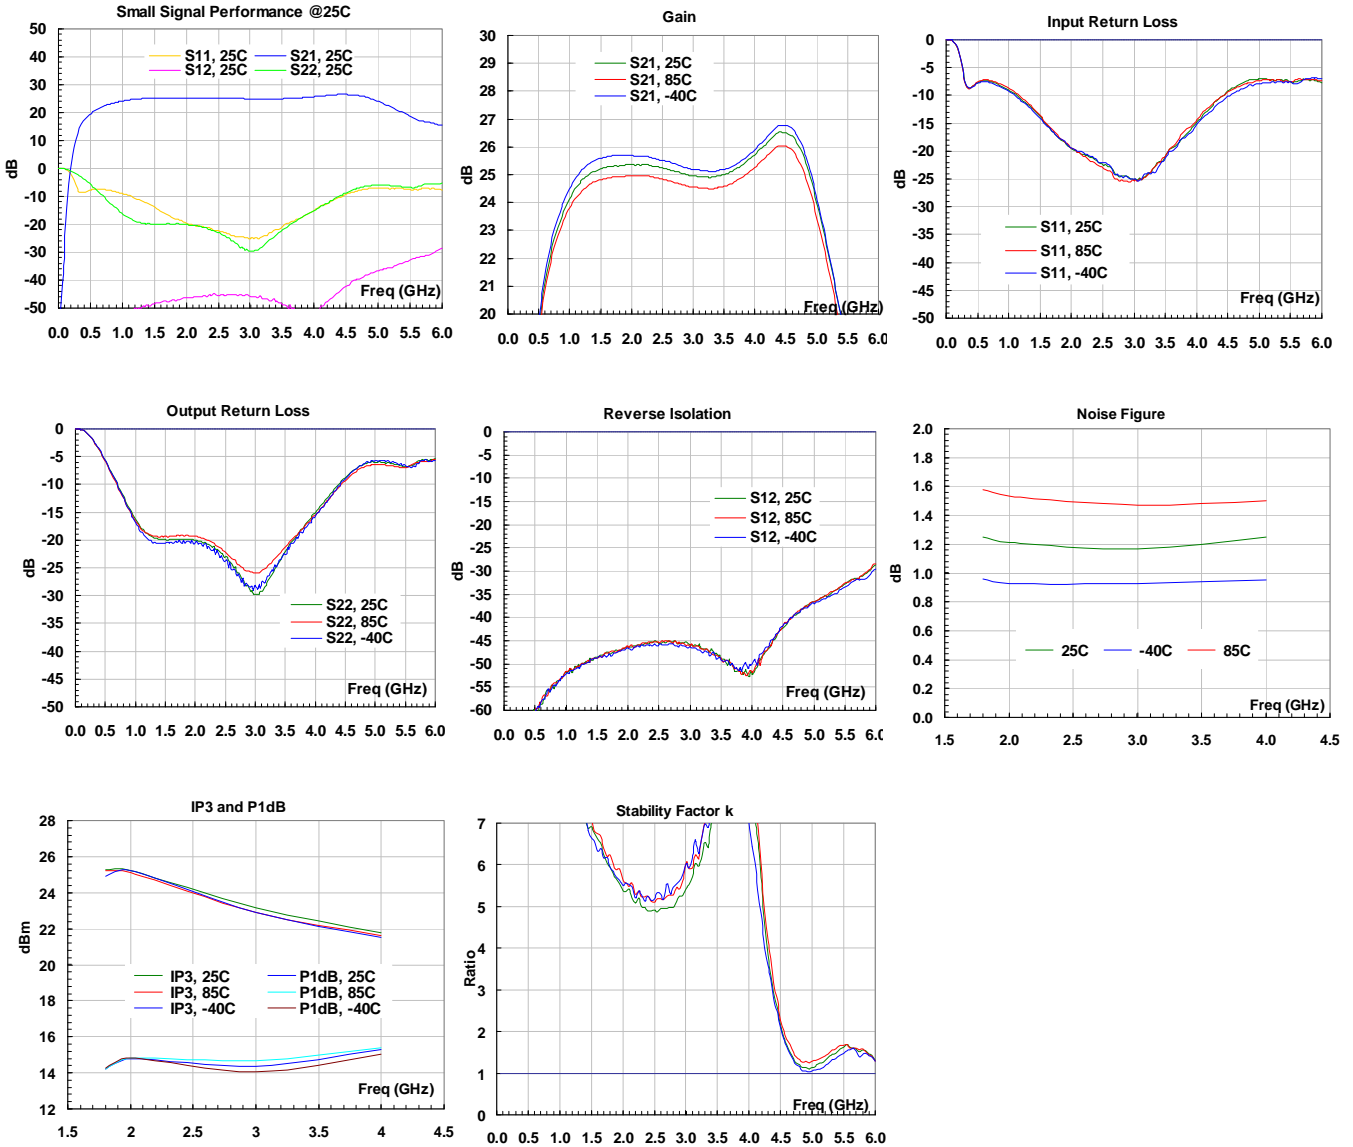 Small Signal Performance @25C
50
40
30
20
10
0
-10
-20
-30
-40
-50
dB
S11, 25C
S21, 25C
S12, 25C
S22, 25C
Freq (GHz)
0.0 0.5 1.0 1.5 2.0 2.5 3.0 3.5 4.0 4.5 5.0 5.5 6.0
Gain
30
29
28
27
26
25
24
23
22
21
20
dB
S21, 25C
S21, 85C
S21, -40C
Freq (GHz)
0.0 0.5 1.0 1.5 2.0 2.5 3.0 3.5 4.0 4.5 5.0 5.5 6.0
Input Return Loss
0
-5
-10
-15
-20
-25
-30
-35
-40
-45
-50
dB
S11, 25C
S11, 85C
S11, -40C
Freq (GHz)
0.0 0.5 1.0 1.5 2.0 2.5 3.0 3.5 4.0 4.5 5.0 5.5 6.0
Output Return Loss
0
-5
-10
-15
-20
-25
-30
-35
-40
-45
-50
dB
S22, 25C
S22, 85C
S22, -40C
Freq (GHz)
0.0 0.5 1.0 1.5 2.0 2.5 3.0 3.5 4.0 4.5 5.0 5.5 6.0
Reverse Isolation
0
-5
-10
-15
-20
-25
-30
-35
-40
-45
-50
-55
-60
dB
S12, 25C
S12, 85C
S12, -40C
Freq (GHz)
0.0 0.5 1.0 1.5 2.0 2.5 3.0 3.5 4.0 4.5 5.0 5.5 6.0
Noise Figure
2.0
1.8
1.6
1.4
1.2
1.0
0.8
0.6
0.4
0.2
0.0
dB
25C
-40C
85C
Freq (GHz)
1.5 2.0 2.5 3.0 3.5 4.0 4.5
IP3 and P1dB
28
26
24
22
20
18
16
14
12
dBm
IP3, 25C
P1dB, 25C
IP3, 85C
P1dB, 85C
IP3, -40C
P1dB, -40C
Freq (GHz)
1.5 2 2.5 3 3.5 4 4.5
Stability Factor k
7
6
5
4
3
2
1
0
Ratio
Freq (GHz)
0.0 0.5 1.0 1.5 2.0 2.5 3.0 3.5 4.0 4.5 5.0 5.5 6.0